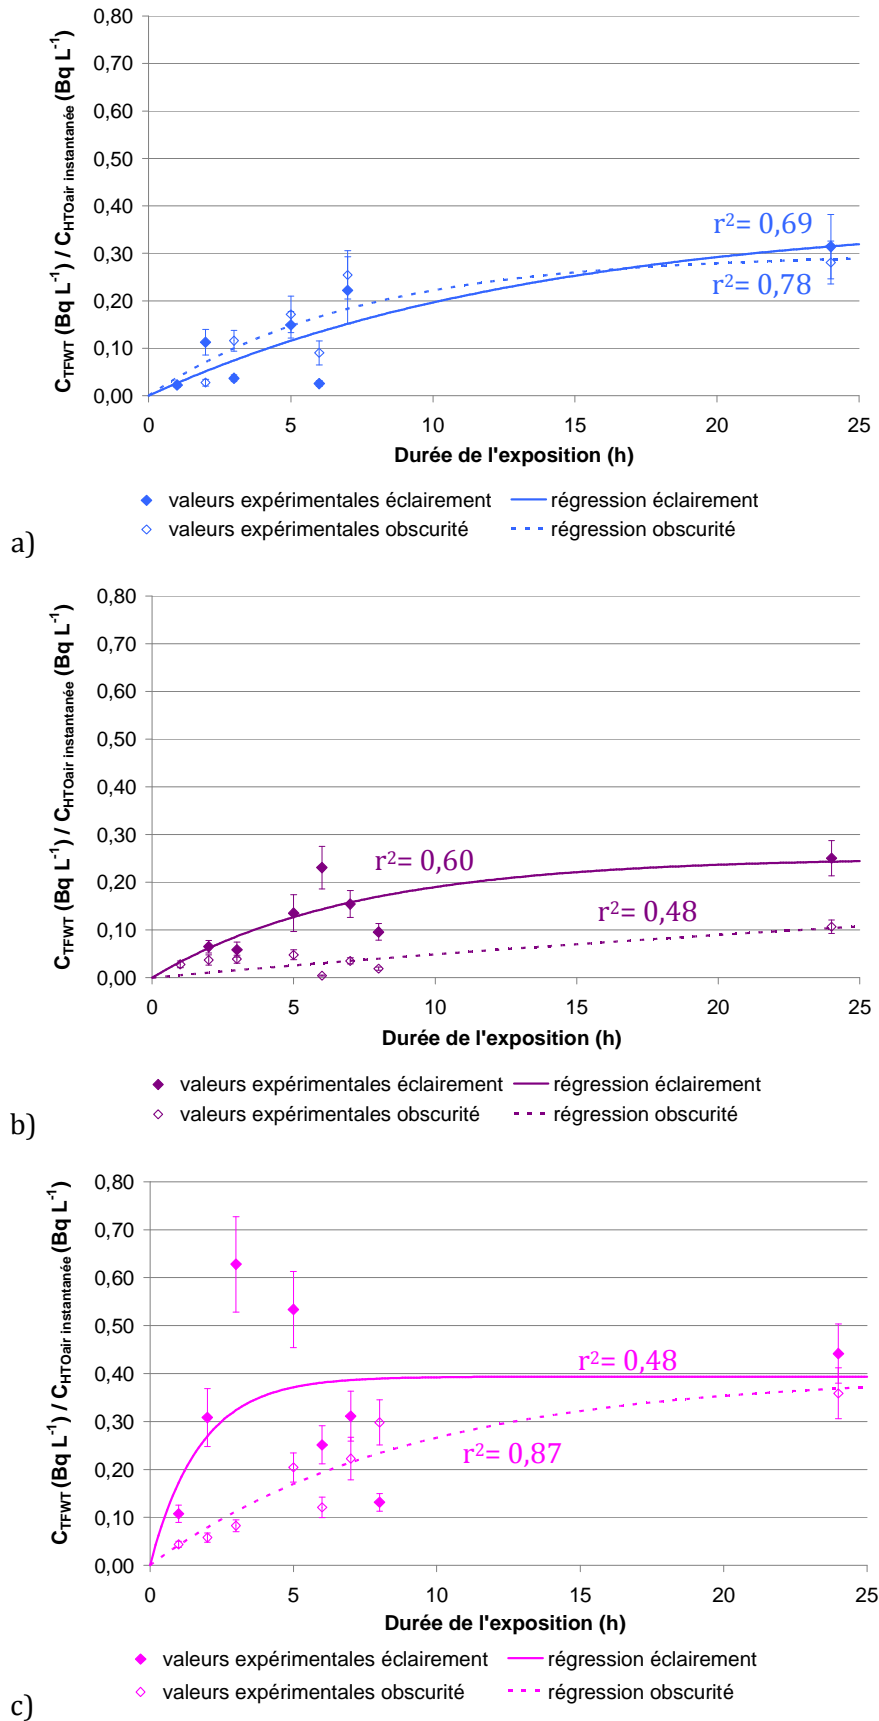 C_TFWT (Bq L⁻¹) / C_HTOair instantanée (Bq L⁻¹)
0,80
0,70
0,60
0,50
0,40
0,30
0,20
0,10
0,00
r²= 0,69
r²= 0,78
0 5 10 15 20 25
Durée de l'exposition (h)
valeurs expérimentales éclairement régression éclairement
valeurs expérimentales obscurité régression obscurité
a)
C_TFWT (Bq L⁻¹) / C_HTOair instantanée (Bq L⁻¹)
0,80
0,70
0,60
0,50
0,40
0,30
0,20
0,10
0,00
r²= 0,60
r²= 0,48
0 5 10 15 20 25
Durée de l'exposition (h)
valeurs expérimentales éclairement régression éclairement
valeurs expérimentales obscurité régression obscurité
b)
C_TFWT (Bq L⁻¹) / C_HTOair instantanée (Bq L⁻¹)
0,80
0,70
0,60
0,50
0,40
0,30
0,20
0,10
0,00
r²= 0,48
r²= 0,87
0 5 10 15 20 25
Durée de l'exposition (h)
valeurs expérimentales éclairement régression éclairement
valeurs expérimentales obscurité régression obscurité
c)